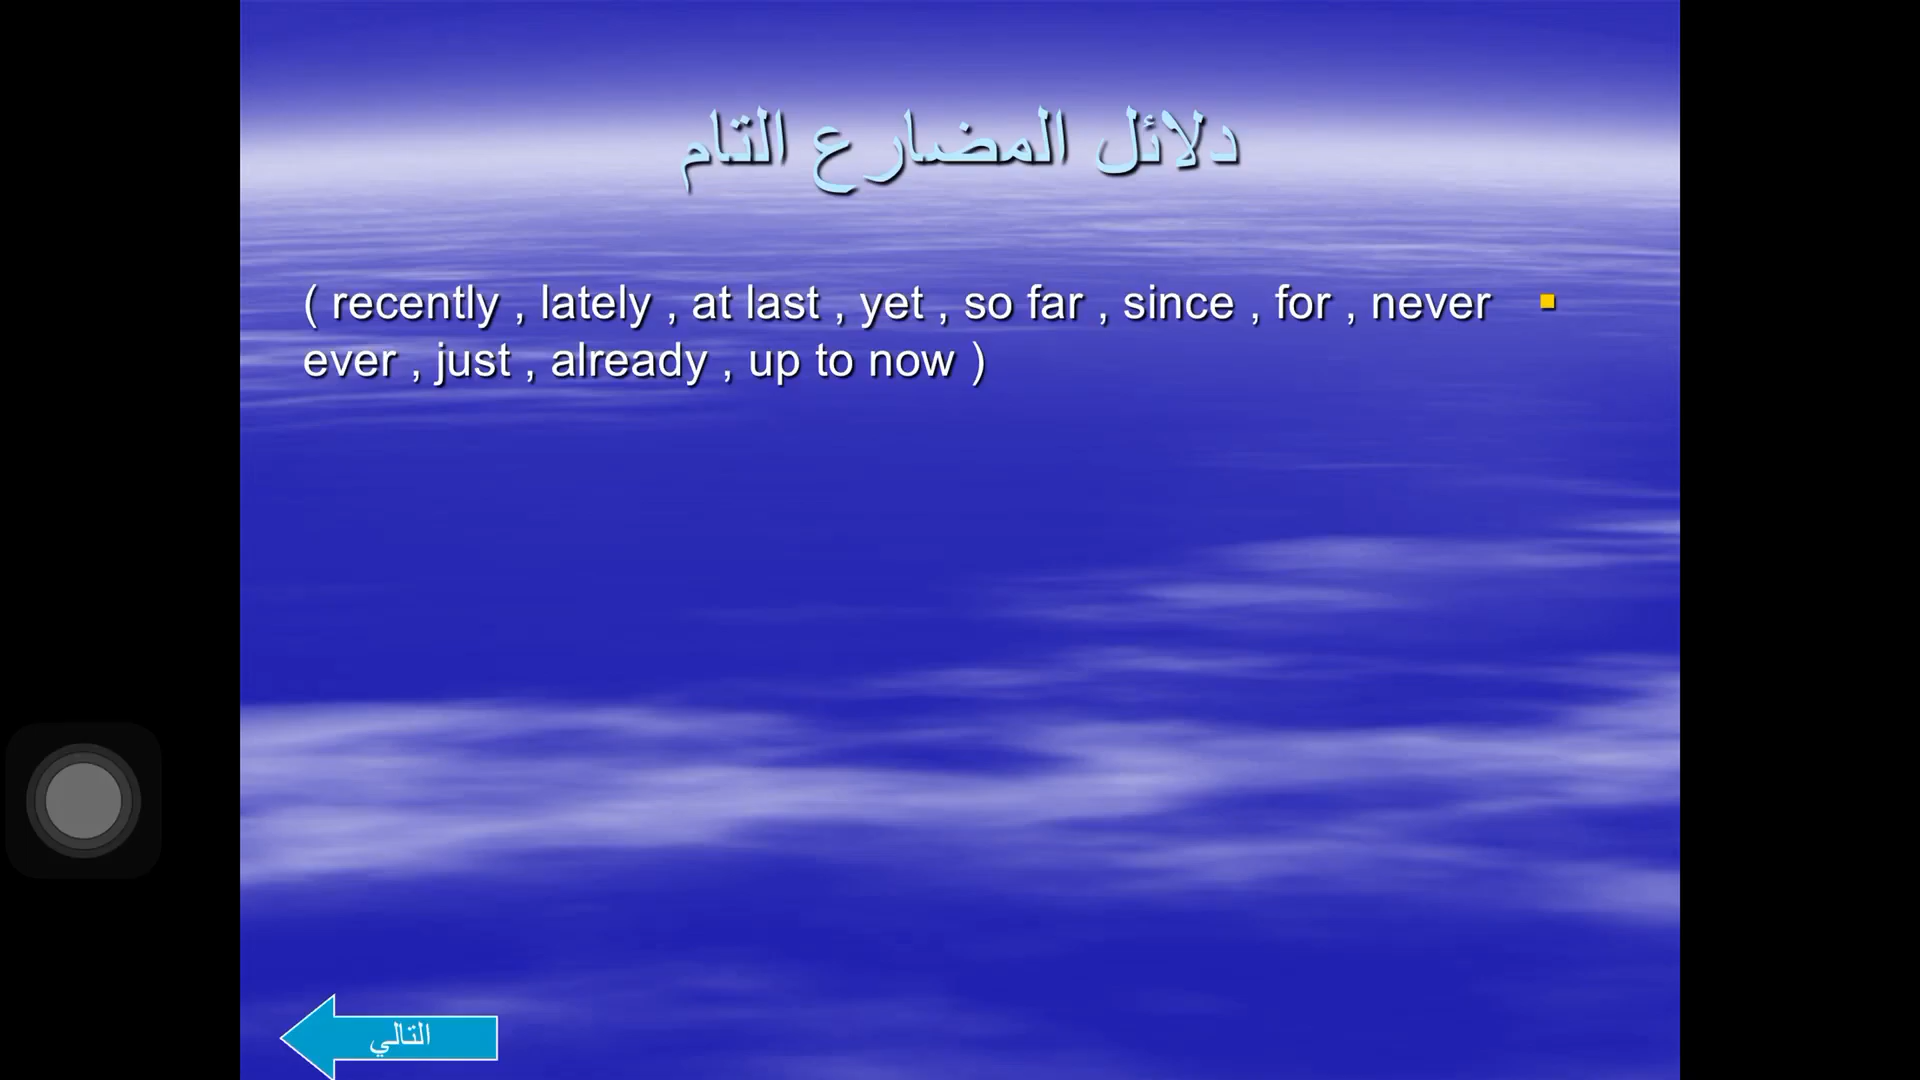 دلائل المضارع التام
( recently , lately , at last , yet , so far , since , for , never
ever , just , already , up to now )
التالي